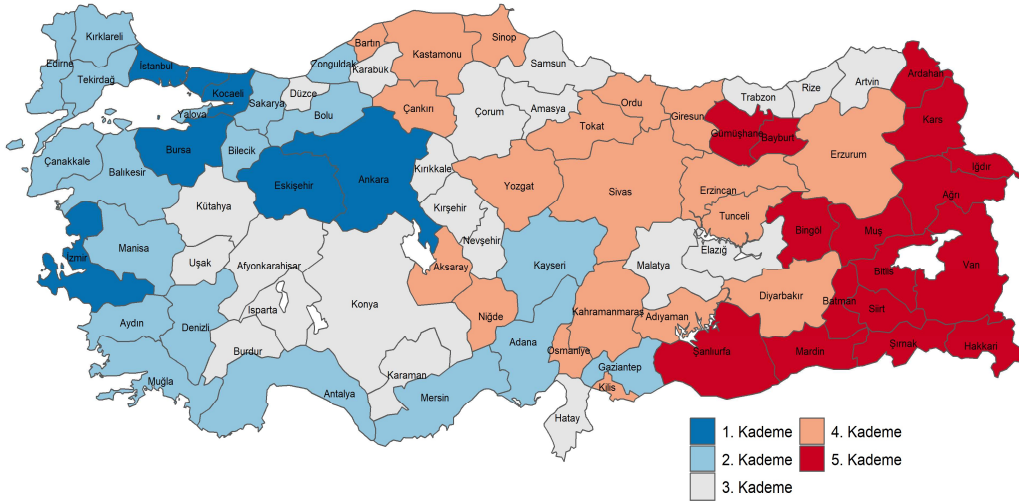 Kırklareli
Edirne
Tekirdağ
İstanbul
Kocaeli
Yalova
Sakarya
Düzce
Zonguldak
Bartın
Karabuk
Kastamonu
Sinop
Samsun
Bolu
Çankırı
Çorum
Amasya
Ordu
Tokat
Giresun
Trabzon
Rize
Artvin
Ardahan
Gümüşhane
Bayburt
Kars
Erzurum
Iğdır
Ağrı
Çanakkale
Balıkesir
Bursa
Bilecik
Eskişehir
Ankara
Kırıkkale
Yozgat
Sivas
Erzincan
Tunceli
Bingöl
Muş
Kütahya
Kırşehir
Nevşehir
Kayseri
Malatya
Elazığ
Bitlis
Van
İzmir
Manisa
Uşak
Afyonkarahisar
Konya
Aksaray
Niğde
Kahramanmaraş
Adıyaman
Diyarbakır
Batman
Siirt
Aydın
Denizli
Isparta
Burdur
Karaman
Adana
Osmaniye
Gaziantep
Kilis
Şanlıurfa
Mardin
Şırnak
Hakkari
Muğla
Antalya
Mersin
Hatay
1. Kademe
2. Kademe
3. Kademe
4. Kademe
5. Kademe